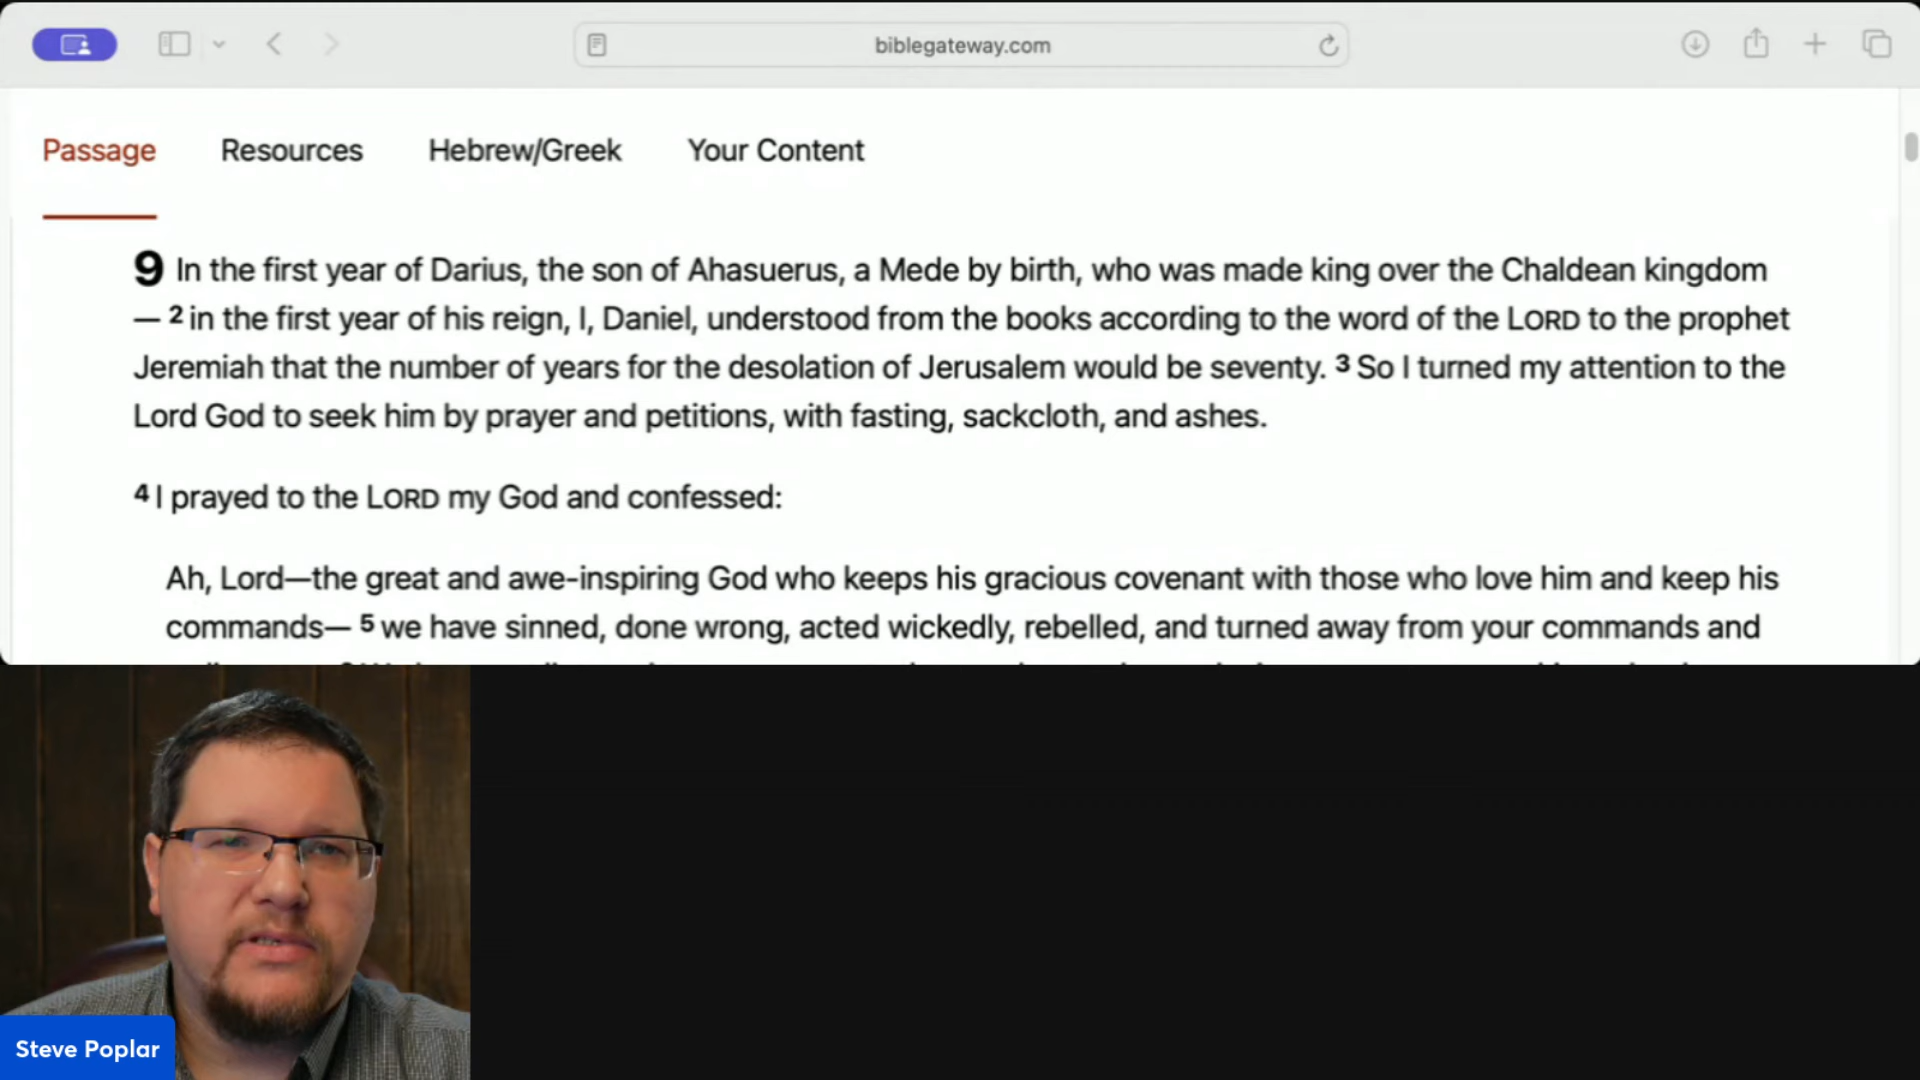 biblegateway.com
Passage Resources Hebrew/Greek Your Content
9 In the first year of Darius, the son of Ahasuerus, a Mede by birth, who was made king over the Chaldean kingdom
— 2 in the first year of his reign, I, Daniel, understood from the books according to the word of the LORD to the prophet
Jeremiah that the number of years for the desolation of Jerusalem would be seventy. 3 So I turned my attention to the
Lord God to seek him by prayer and petitions, with fasting, sackcloth, and ashes.
4 I prayed to the LORD my God and confessed:
Ah, Lord—the great and awe-inspiring God who keeps his gracious covenant with those who love him and keep his
commands— 5 we have sinned, done wrong, acted wickedly, rebelled, and turned away from your commands and
Steve Poplar